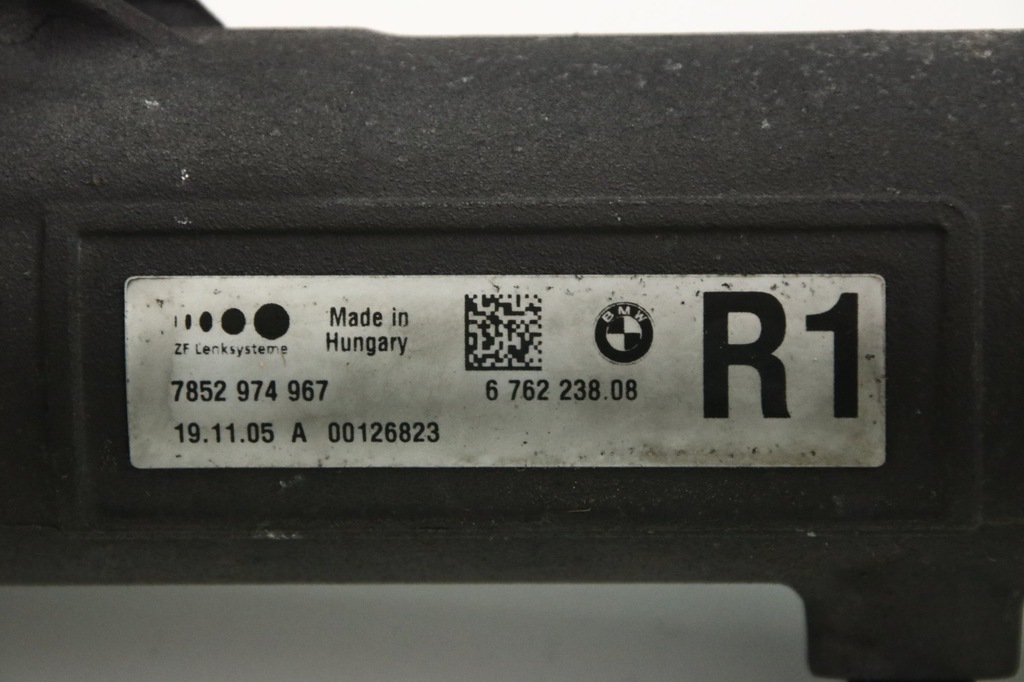 ZF Lenksysteme
Made in
Hungary
BMW
R1
7852 974 967
6 762 238.08
19.11.05 A 00126823